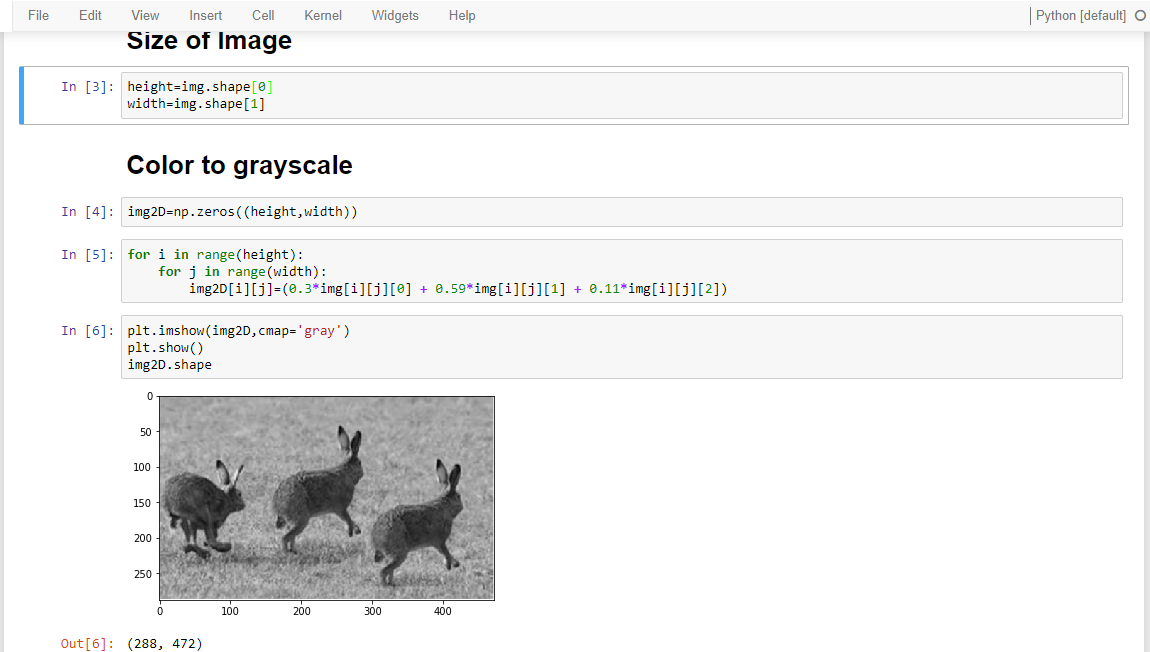 File Edit View Insert Cell Kernel Widgets Help Python [default]
Size of Image
In [3]: height=img.shape[0]
width=img.shape[1]
Color to grayscale
In [4]: img2D=np.zeros((height,width))
In [5]: for i in range(height):
for j in range(width):
img2D[i][j]=(0.3*img[i][j][0] + 0.59*img[i][j][1] + 0.11*img[i][j][2])
In [6]: plt.imshow(img2D,cmap='gray')
plt.show()
img2D.shape
0
50
100
150
200
250
0 100 200 300 400
Out[6]: (288, 472)